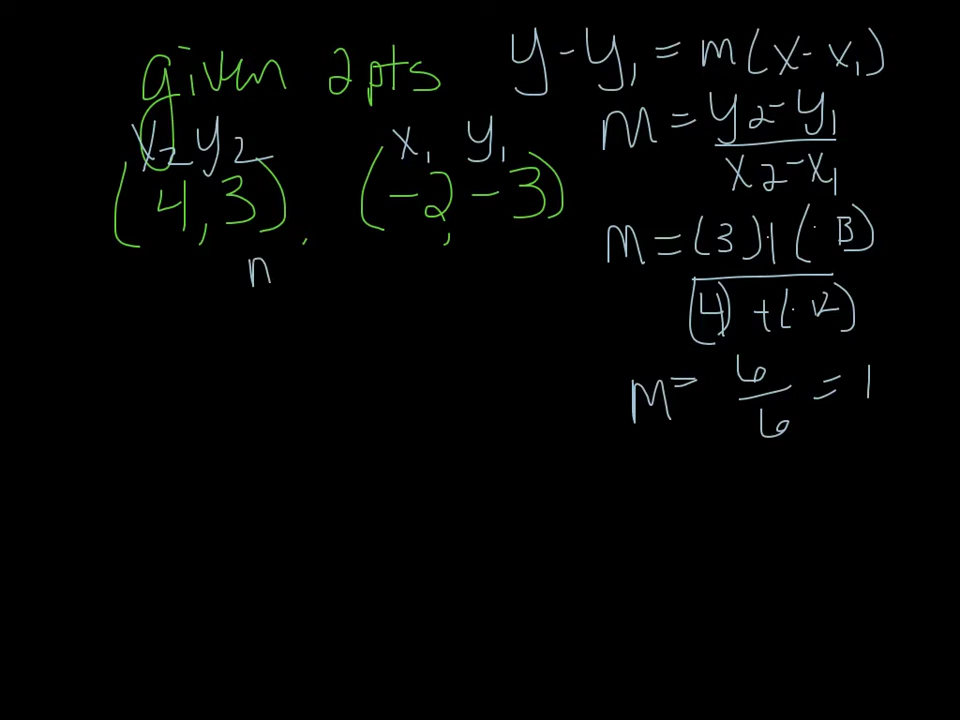 given 2pts
x₂ y₂ x₁ y₁
(4, 3), (-2, -3)
n
y - y₁ = m(x - x₁)
m = y₂ - y₁ / x₂ - x₁
m = (3) + (3) / (4) + (2)
m = 6 / 6 = 1